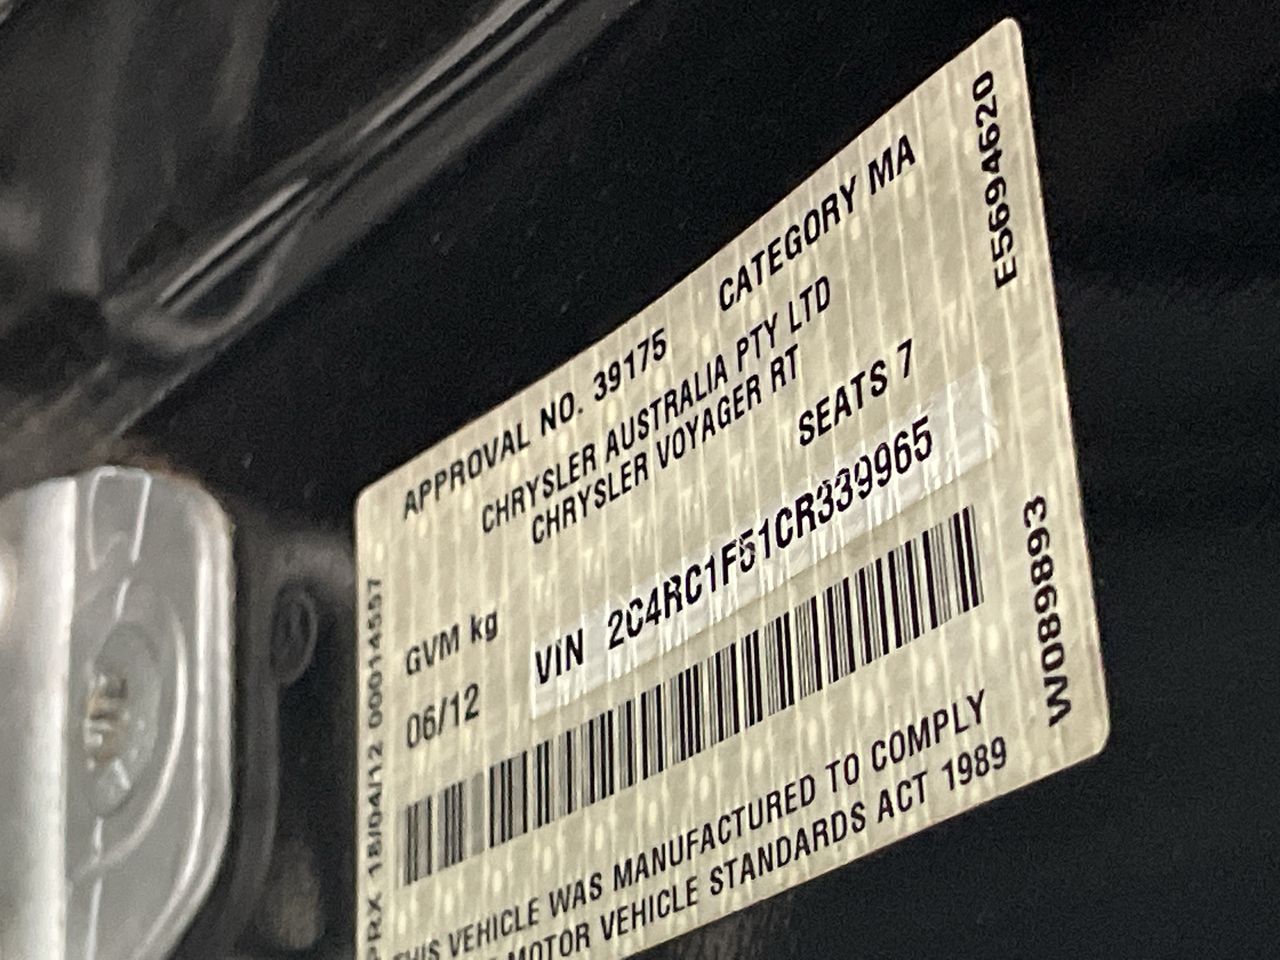 APPROVAL NO. 39175 CATEGORY MA
CHRYSLER AUSTRALIA PTY LTD
CHRYSLER VOYAGER RT
SEATS 7
GVM kg
VIN 2C4RC1F51CR339965
06/12
VEHICLE WAS MANUFACTURED TO COMPLY
MOTOR VEHICLE STANDARDS ACT 1989
PRX 18/04/12 00014557
E5694620
W089893